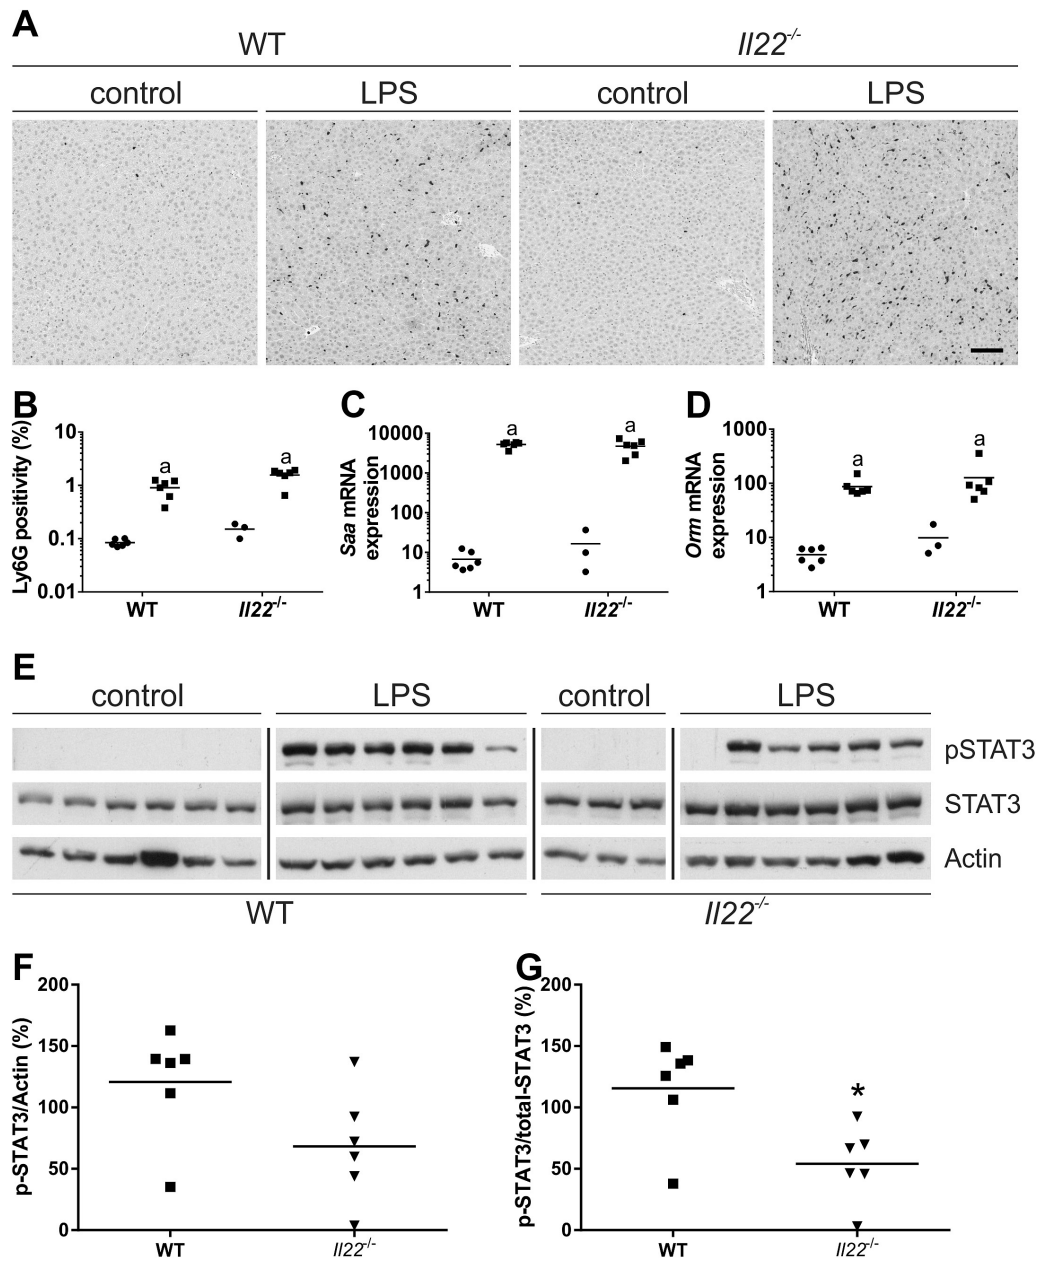 A
WT
Il22-/-
control
LPS
control
LPS
B
Ly6G positivity (%)
10
1
0.1
0.01
a
a
WT
Il22-/-
C
Saa mRNA
expression
10000
1000
100
10
1
a
a
WT
Il22-/-
D
Orm mRNA
expression
1000
100
10
1
a
a
WT
Il22-/-
E
control
LPS
control
LPS
pSTAT3
STAT3
Actin
WT
Il22-/-
F
p-STAT3/Actin (%)
200
150
100
50
0
WT
Il22-/-
G
p-STAT3/total-STAT3 (%)
200
150
100
50
0
*
WT
Il22-/-